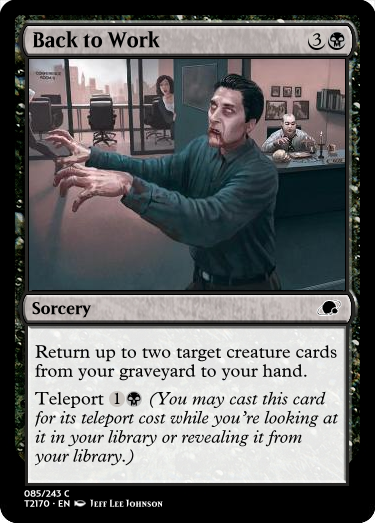 Back to Work 3
CONFERENCE
ROOM
Sorcery
Return up to two target creature cards
from your graveyard to your hand.
Teleport 1 (You may cast this card
for its teleport cost while you're looking at
it in your library or revealing it from
your library.)
085/243 C
T2170 · EN Jeff Lee Johnson